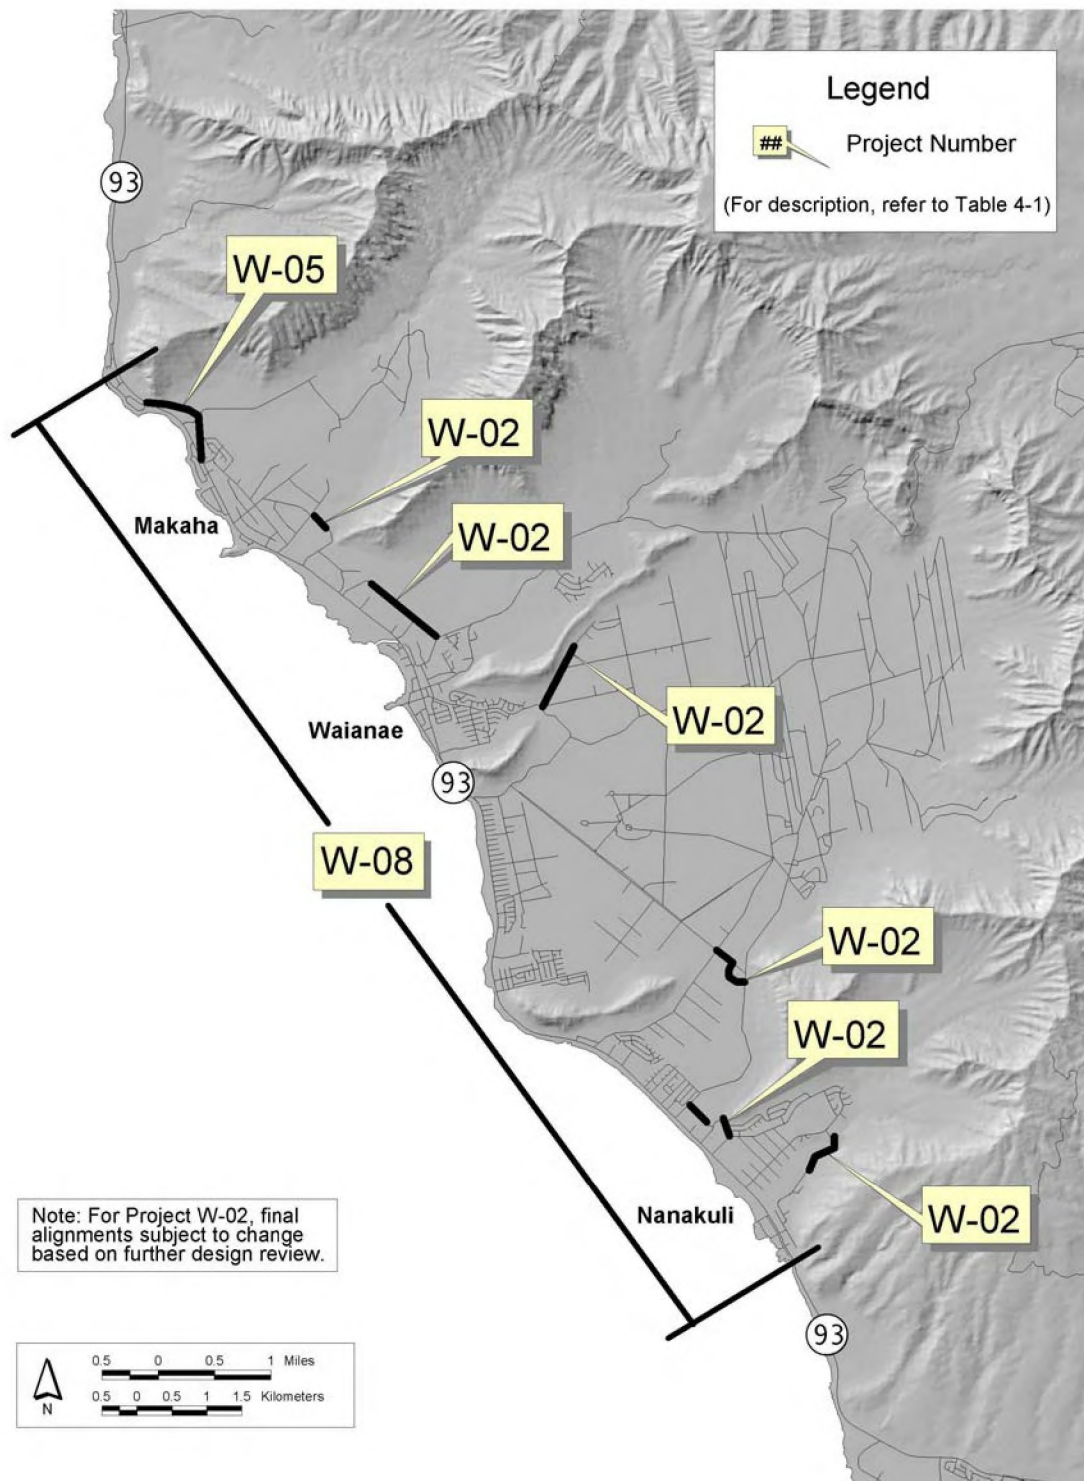 Legend
## Project Number
(For description, refer to Table 4-1)
93
W-05
W-02
W-02
Makaha
W-02
Waianae
93
W-08
W-02
W-02
W-02
Nanakuli
Note: For Project W-02, final
alignments subject to change
based on further design review.
93
0.5 0 0.5 1 Miles
0.5 0 0.5 1 1.5 Kilometers
N